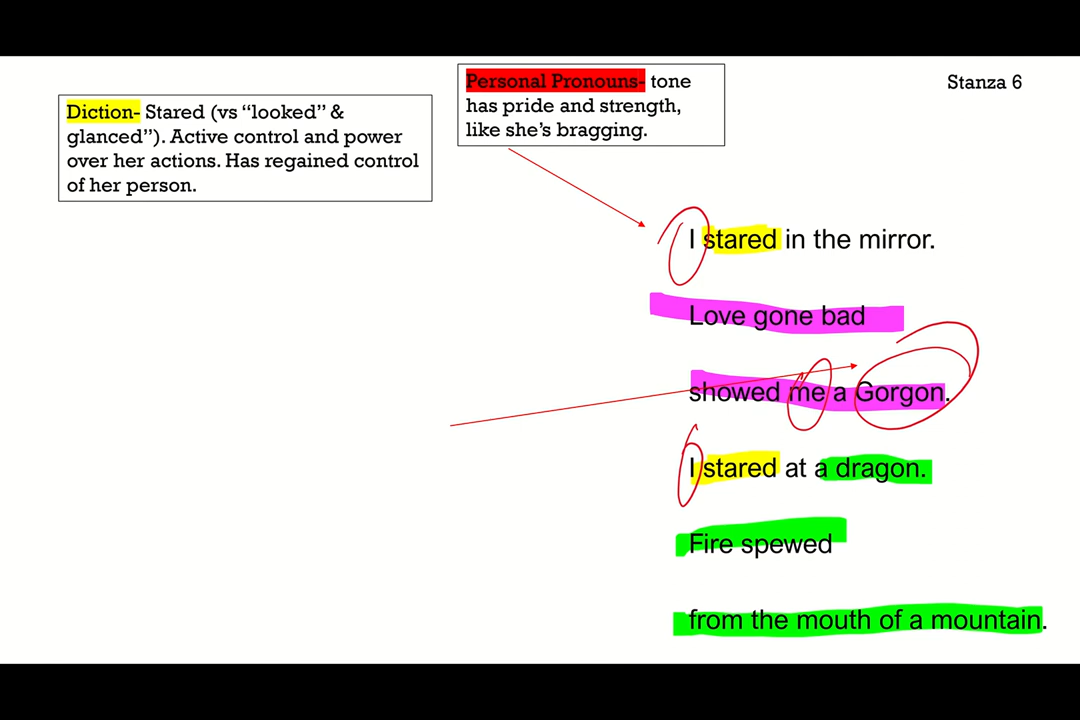 Personal Pronouns- tone
has pride and strength,
like she's bragging.
Stanza 6
Diction- Stared (vs "looked" &
glanced"). Active control and power
over her actions. Has regained control
of her person.
I stared in the mirror.
Love gone bad
showed me a Gorgon.
I stared at a dragon.
Fire spewed
from the mouth of a mountain.